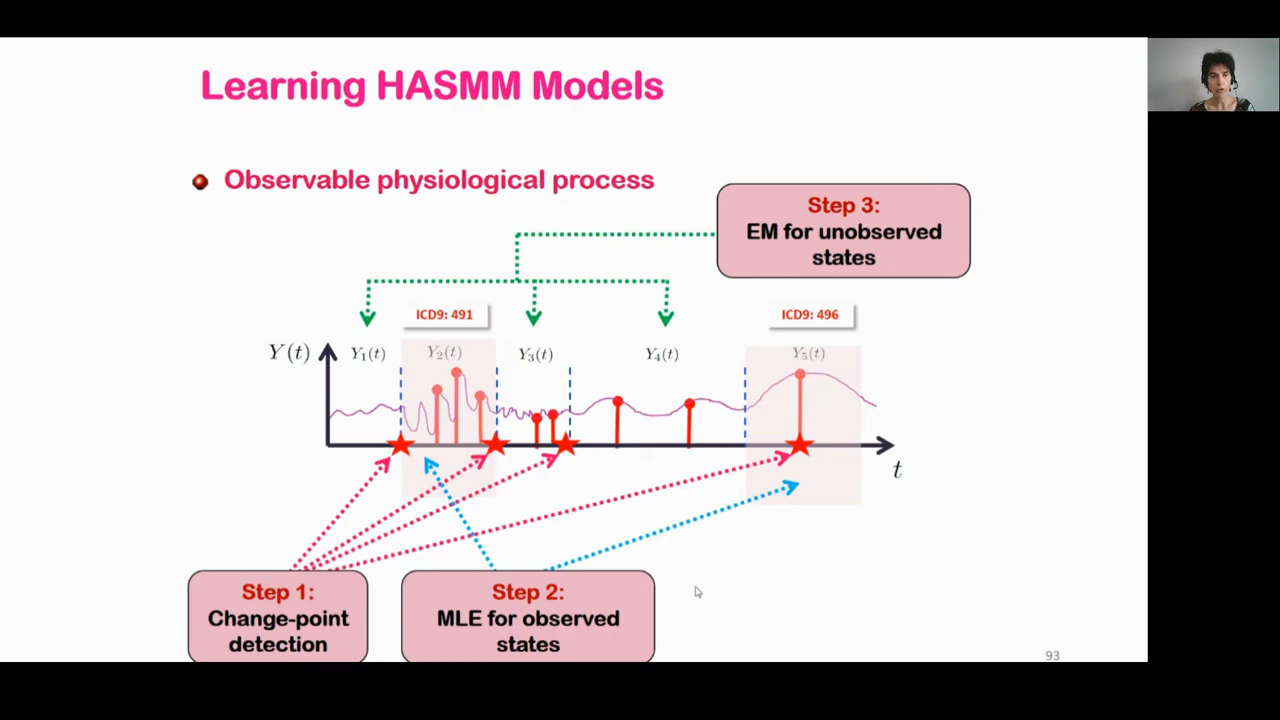 Learning HASMM Models
Observable physiological process
Step 3:
EM for unobserved
states
ICD9: 491
ICD9: 496
Y(t)
Y₁(t)
Y₂(t)
Y₃(t)
Y₄(t)
Y₅(t)
t
Step 1:
Change-point
detection
Step 2:
MLE for observed
states
93